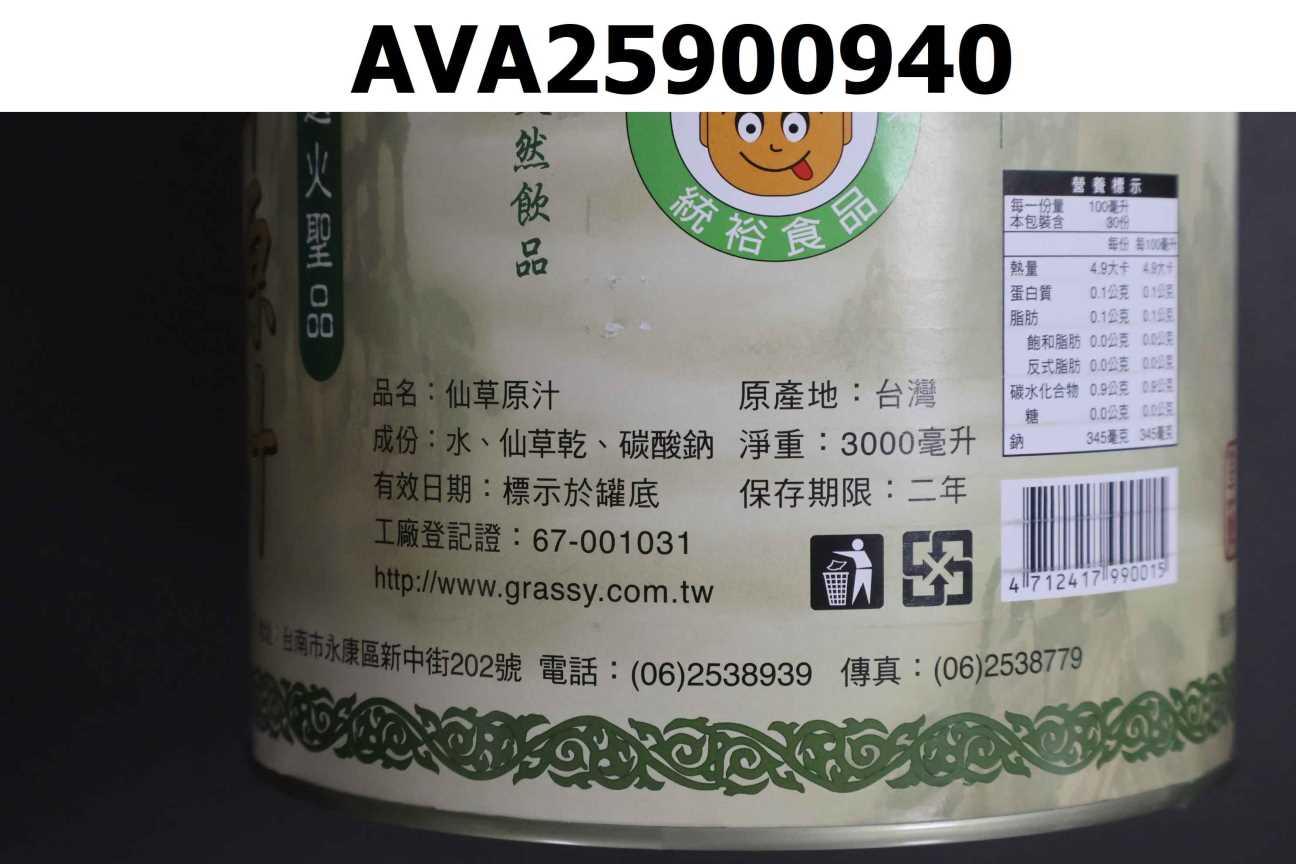 AVA25900940
火聖品
然飲品
統裕食品
品名：仙草原汁
原產地：台灣
成份：水、仙草乾、碳酸鈉
淨重：3000毫升
有效日期：標示於罐底
保存期限：二年
工廠登記證：67-001031
http://www.grassy.com.tw
台南市永康區新中街202號 電話：(06)2538939 傳真：(06)2538779
營養標示
每一份量 100毫升
本包裝含 30份
每份 每100毫升
熱量 4.9大卡 4.9大卡
蛋白質 0.1公克 0.1公克
脂肪 0.1公克 0.1公克
飽和脂肪 0.0公克 0.0公克
反式脂肪 0.0公克 0.0公克
碳水化合物 0.9公克 0.9公克
糖 0.0公克 0.0公克
鈉 345毫克 345毫克
4 712417 990015